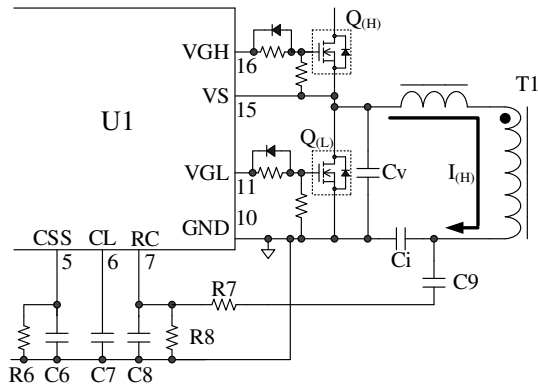 Q(H)
VGH
16
T1
VS
15
U1
Q(L)
I(H)
VGL
11
Cv
10
GND
CSS
CL
RC
5
6
7
Ci
C9
R7
R8
R6
C6
C7
C8